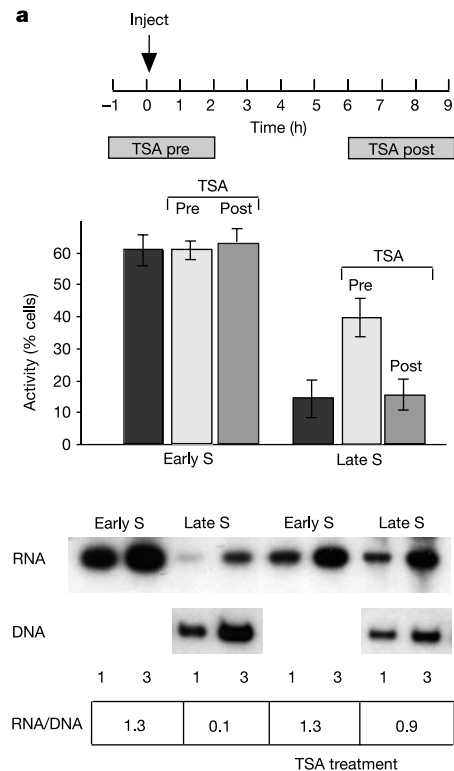 a
Inject
–1 0 1 2 3 4 5 6 7 8 9
Time (h)
TSA pre TSA post
TSA
Pre Post
TSA
Pre
Post
Activity (% cells)
60
50
40
30
20
10
0
Early S Late S
Early S Late S Early S Late S
RNA
DNA
1 3 1 3 1 3 1 3
RNA/DNA 1.3 0.1 1.3 0.9
TSA treatment